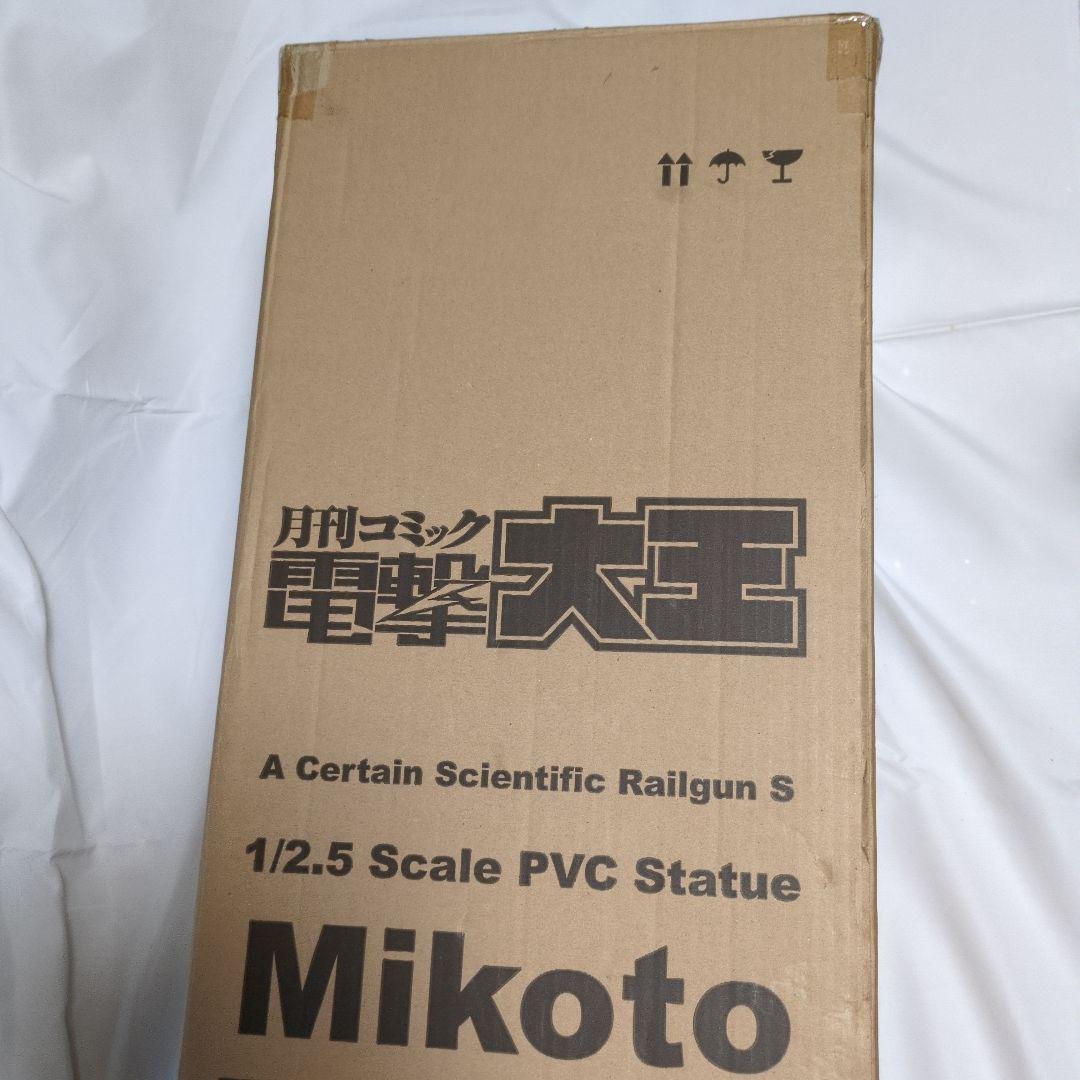 月刊コミック
電撃大王
A Certain Scientific Railgun S
1/2.5 Scale PVC Statue
Mikoto